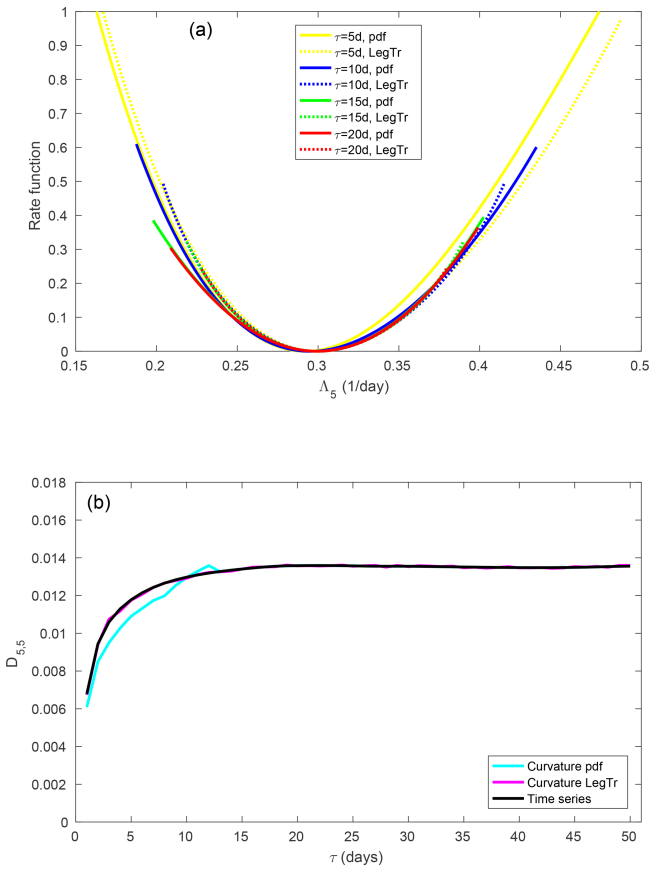 (a)
Rate function
1
0.9
0.8
0.7
0.6
0.5
0.4
0.3
0.2
0.1
0
τ=5d, pdf
τ=5d, LegTr
τ=10d, pdf
τ=10d, LegTr
τ=15d, pdf
τ=15d, LegTr
τ=20d, pdf
τ=20d, LegTr
0.15 0.2 0.25 0.3 0.35 0.4 0.45 0.5
Λ5 (1/day)
(b)
D5,5
0.018
0.016
0.014
0.012
0.01
0.008
0.006
0.004
0.002
0
Curvature pdf
Curvature LegTr
Time series
0 5 10 15 20 25 30 35 40 45 50
τ (days)